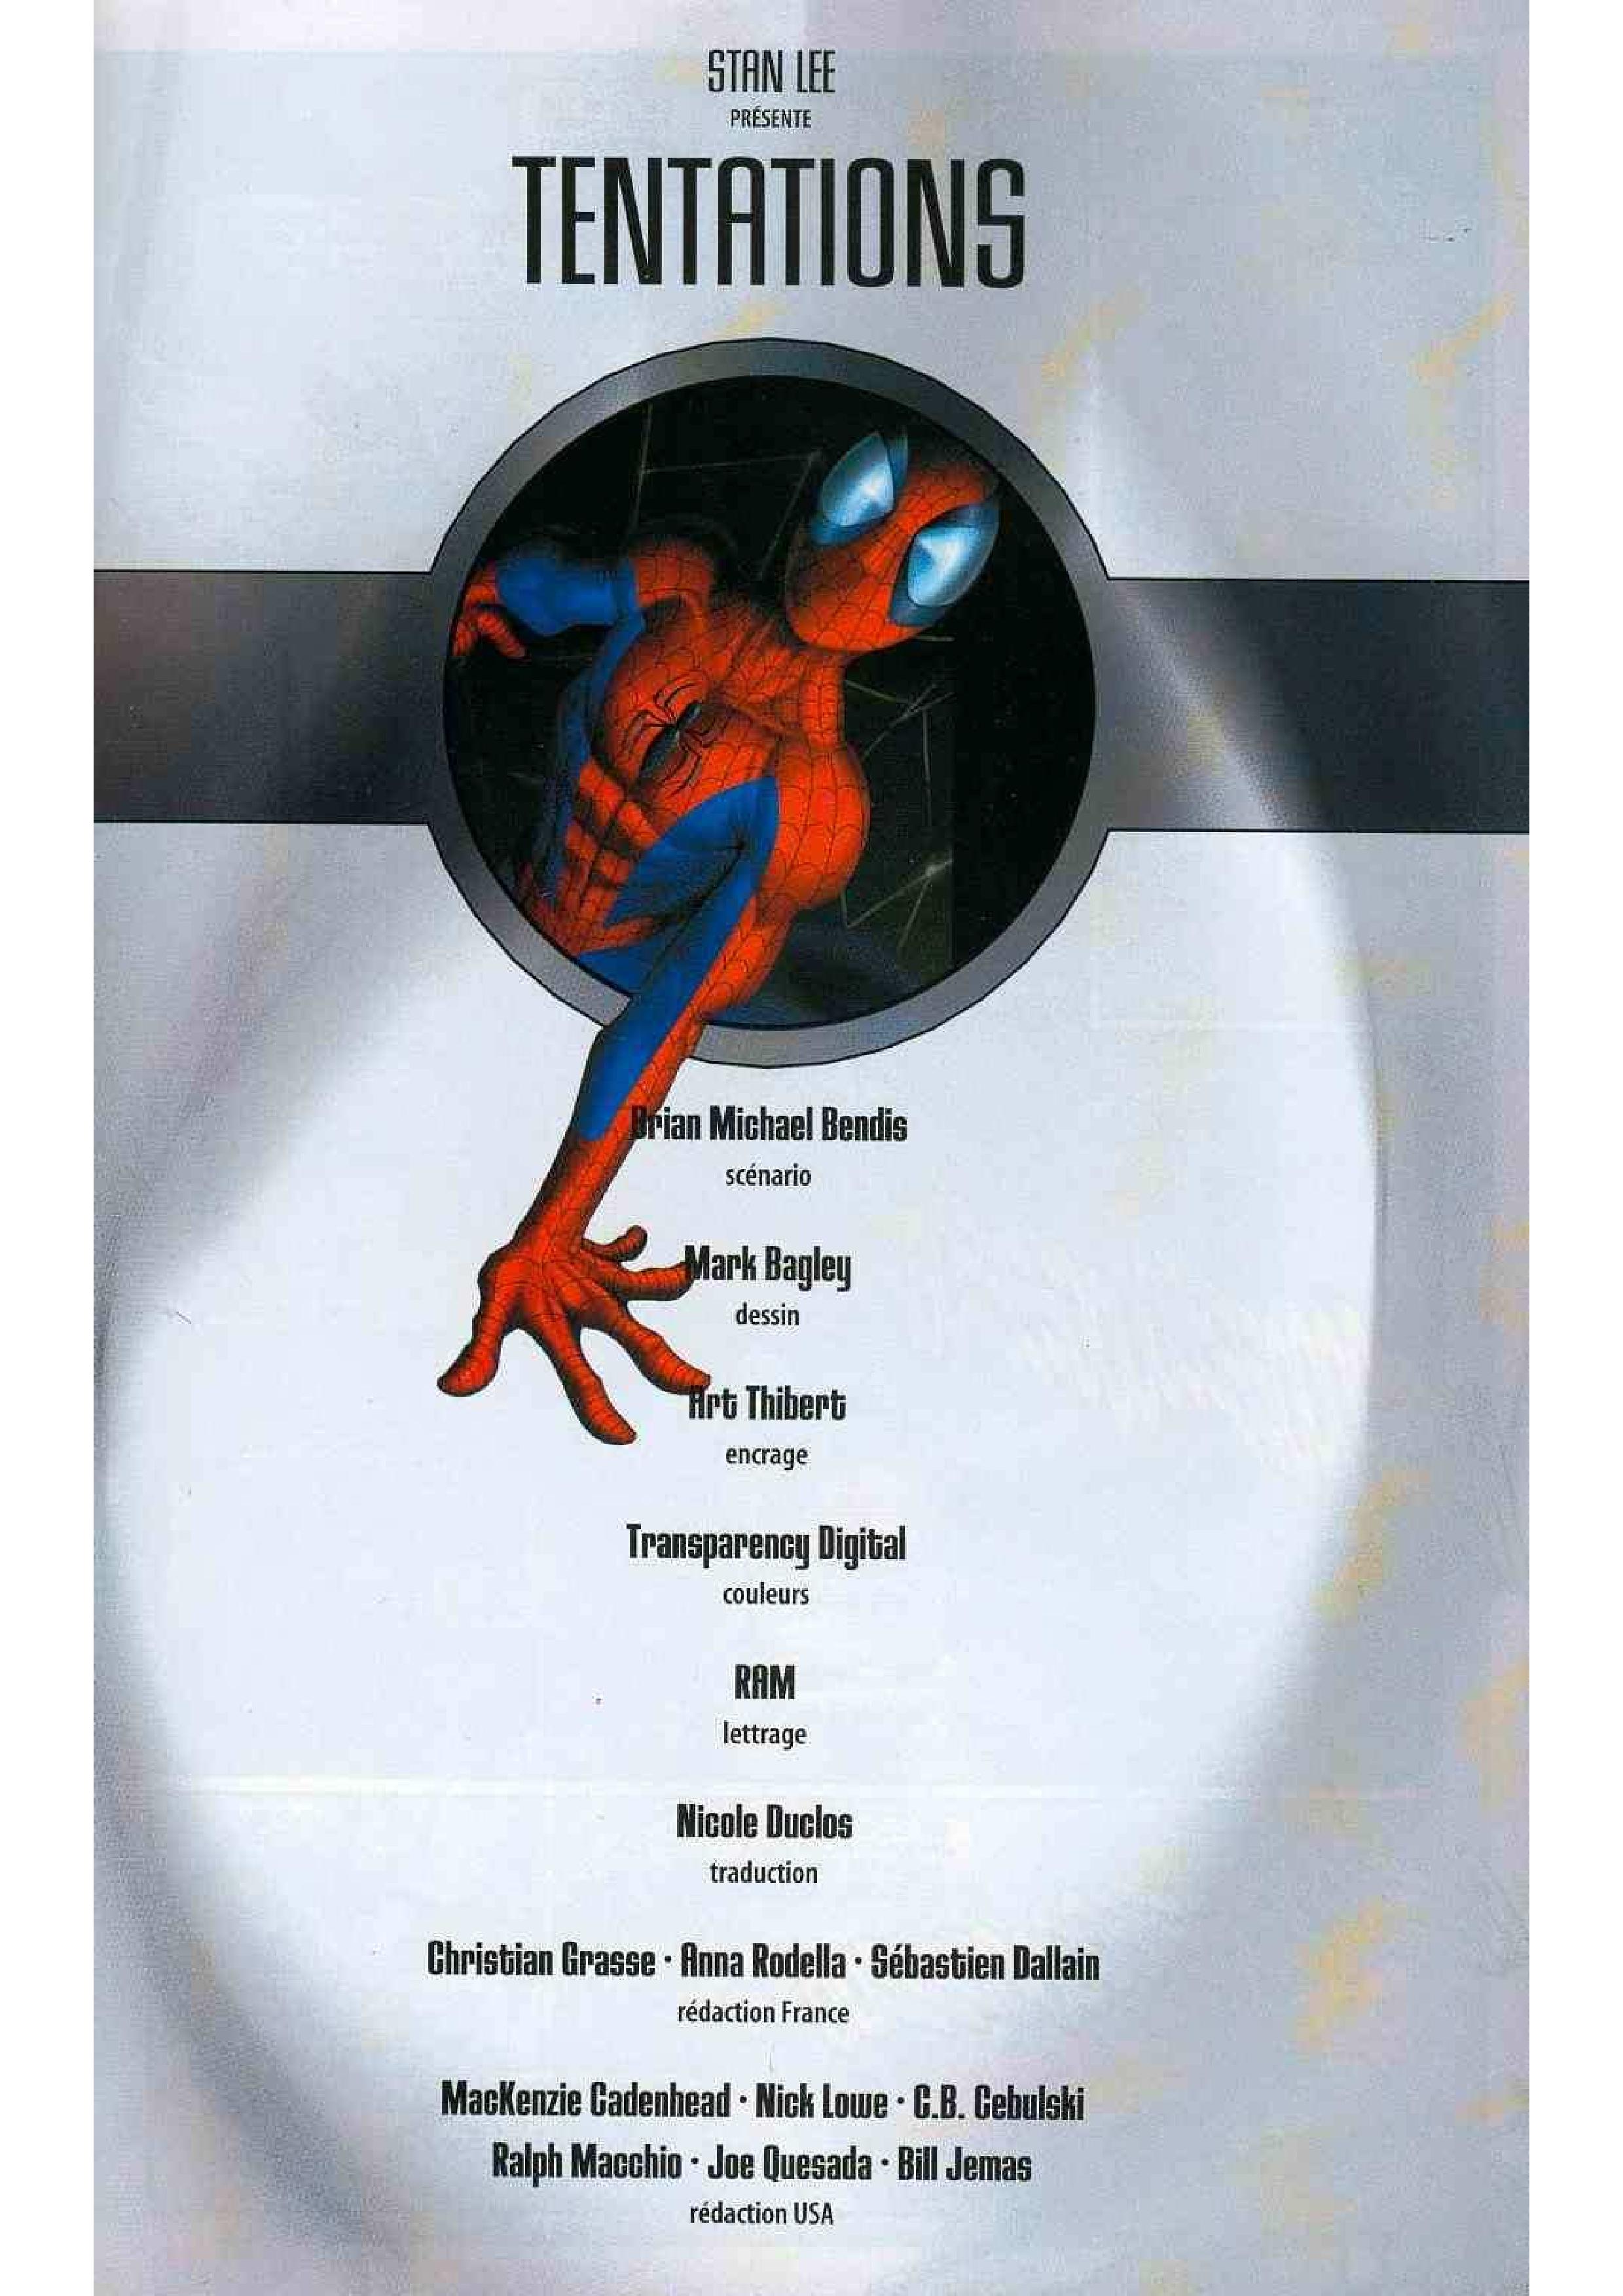 STAN LEE
PRÉSENTE
TENTATIONS
Brian Michael Bendis
scénario
Mark Bagley
dessin
Art Thibert
encrage
Transparency Digital
couleurs
RAM
lettrage
Nicole Duclos
traduction
Christian Grasse · Anna Rodella · Sébastien Dallain
rédaction France
MacKenzie Cadenhead · Nick Lowe · C.B. Cebulski
Ralph Macchio · Joe Quesada · Bill Jemas
rédaction USA